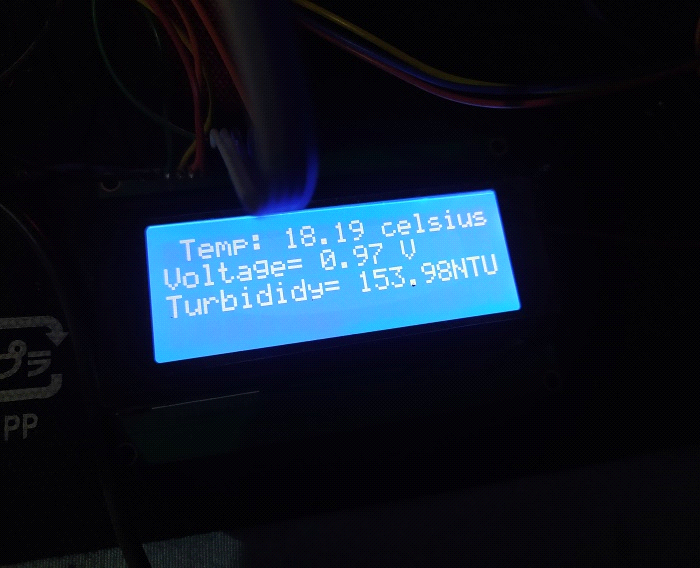 Temp: 18.19 celsius
Voltage= 0.97 V
Turbididy= 153.98NTU
プラ
PP